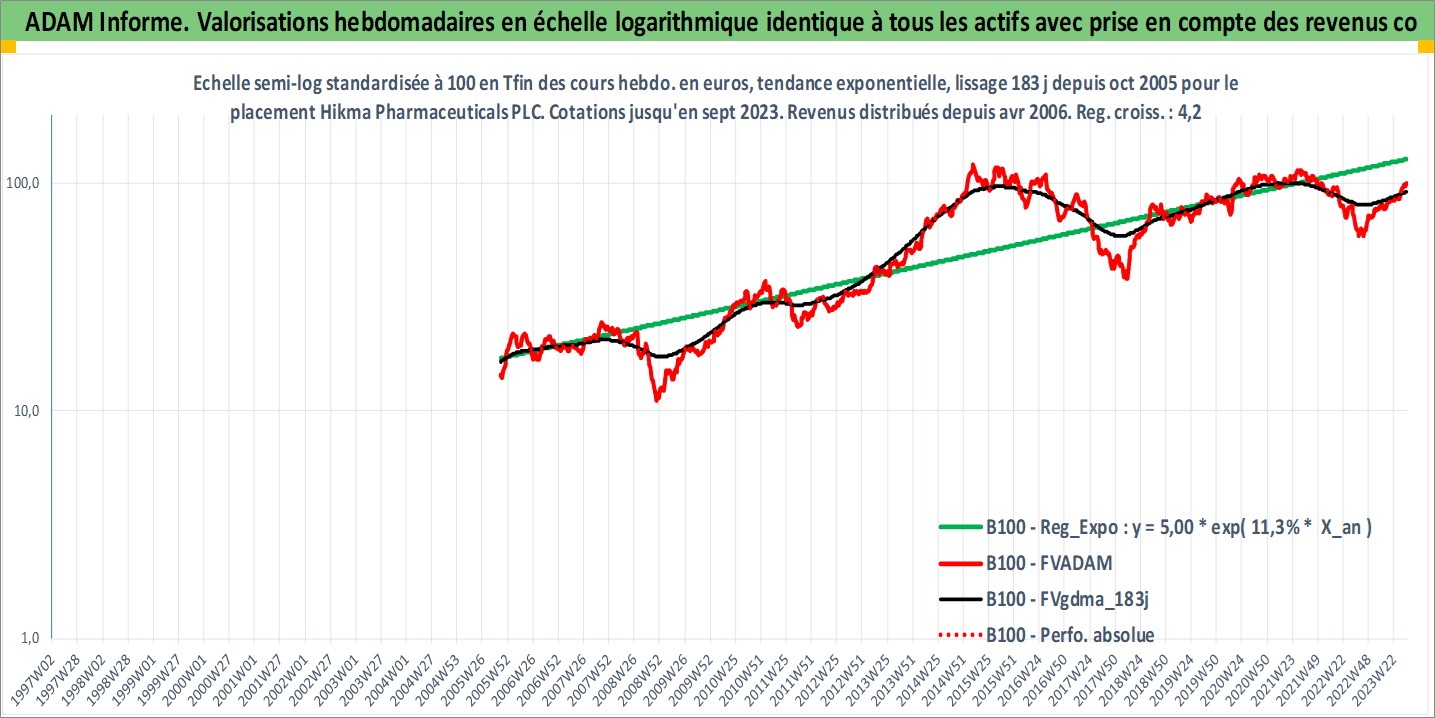 ADAM Informe. Valorisations hebdomadaires en échelle logarithmique identique à tous les actifs avec prise en compte des revenus co
Echelle semi-log standardisée à 100 en Tfin des cours hebdo. en euros, tendance exponentielle, lissage 183 j depuis oct 2005 pour le
placement Hikma Pharmaceuticals PLC. Cotations jusqu'en sept 2023. Revenus distribués depuis avr 2006. Reg. croiss. : 4,2
100,0
10,0
1,0
B100 - Reg_Expo : y = 5,00 * exp( 11,3% * X_an )
B100 - FVADAM
B100 - FVgdma_183j
B100 - Perfo. absolue
1997W02
1997W28
1998W02
1998W28
1999W01
1999W27
2000W01
2000W27
2001W01
2001W27
2002W01
2002W27
2003W01
2003W27
2004W01
2004W27
2004W53
2005W26
2005W52
2006W26
2006W52
2007W26
2007W52
2008W26
2008W52
2009W26
2009W52
2010W25
2010W51
2011W25
2011W51
2012W25
2012W51
2013W25
2013W51
2014W25
2014W51
2015W25
2015W51
2016W24
2016W50
2017W24
2017W50
2018W24
2018W50
2019W24
2019W50
2020W24
2020W50
2021W23
2021W49
2022W22
2022W48
2023W22